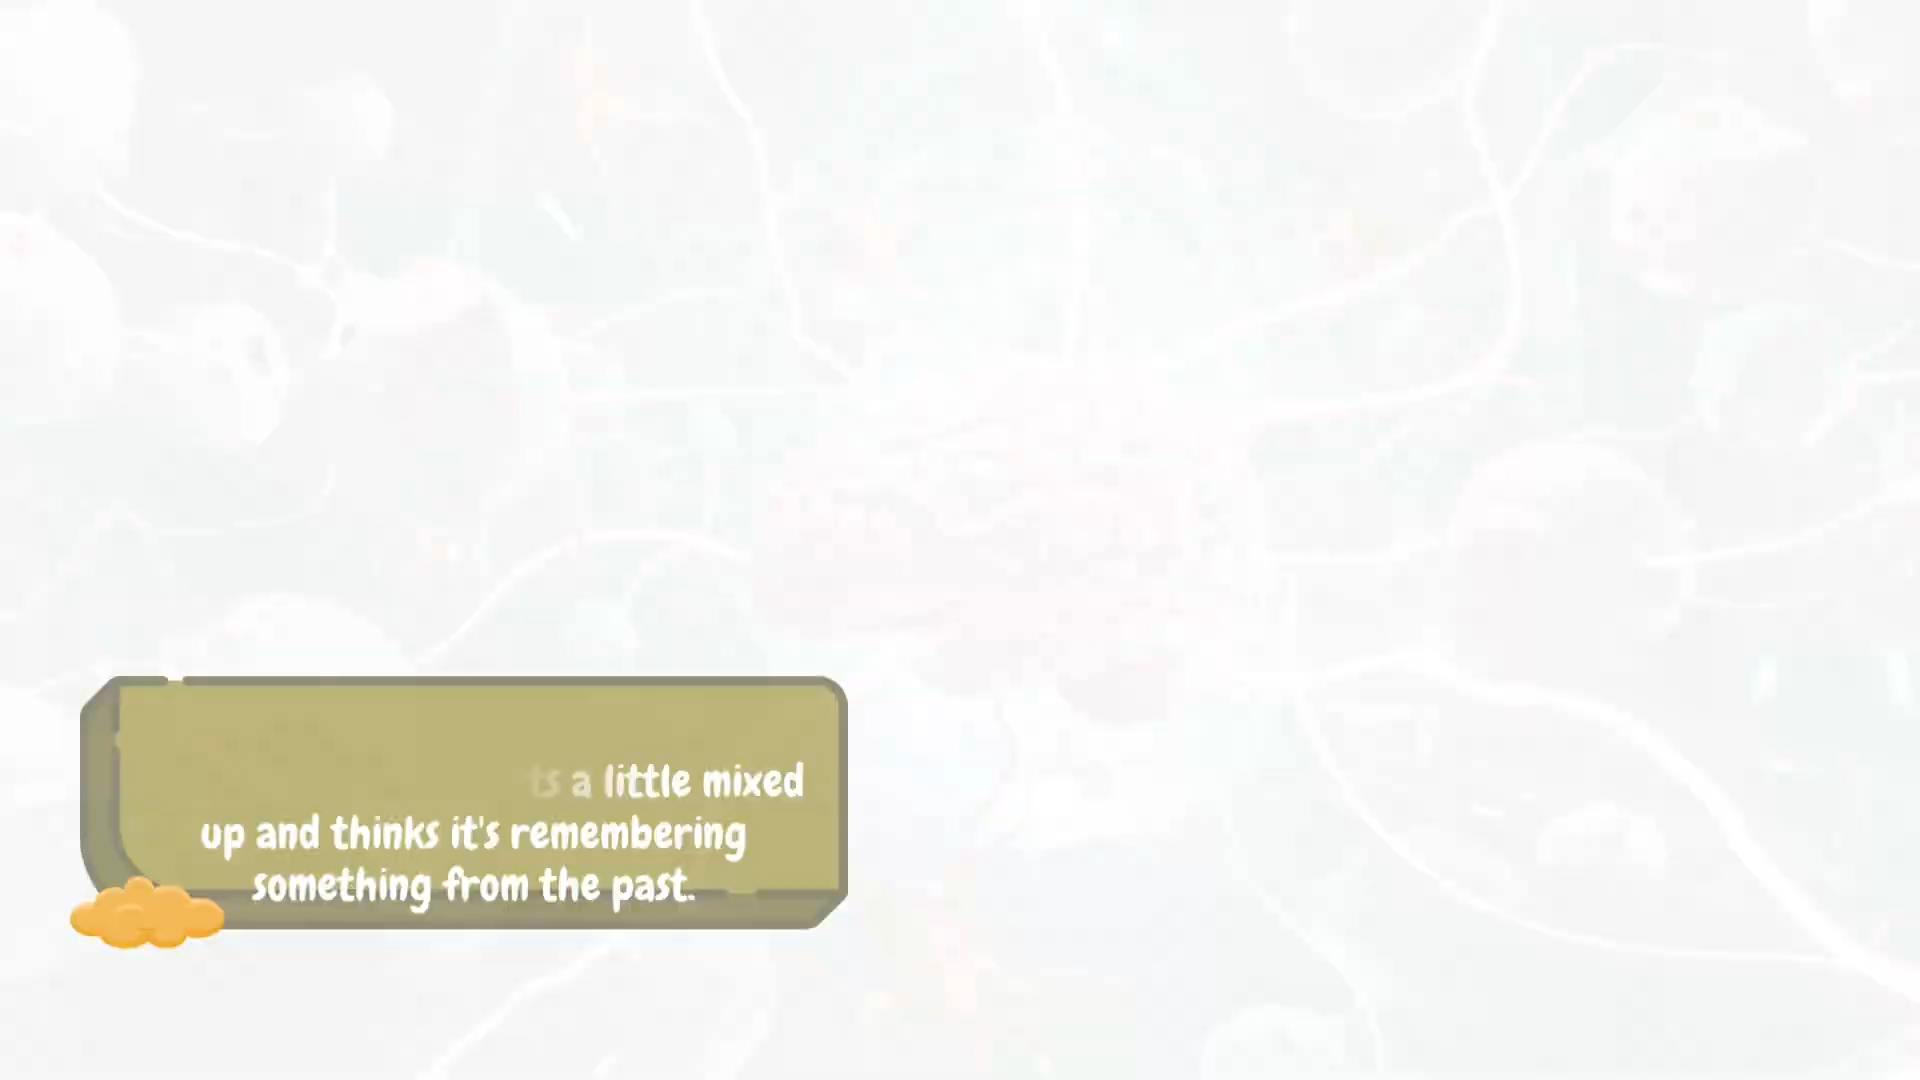 a little mixed
up and thinks it's remembering
something from the past.